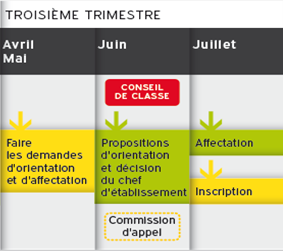 TROISIÈME TRIMESTRE
Avril
Mai
Juin
Juillet
CONSEIL
DE CLASSE
Faire
les demandes
d'orientation
et d'affectation
Propositions
d'orientation
et décision
du chef
d'établissement
Affectation
Inscription
Commission
d'appel